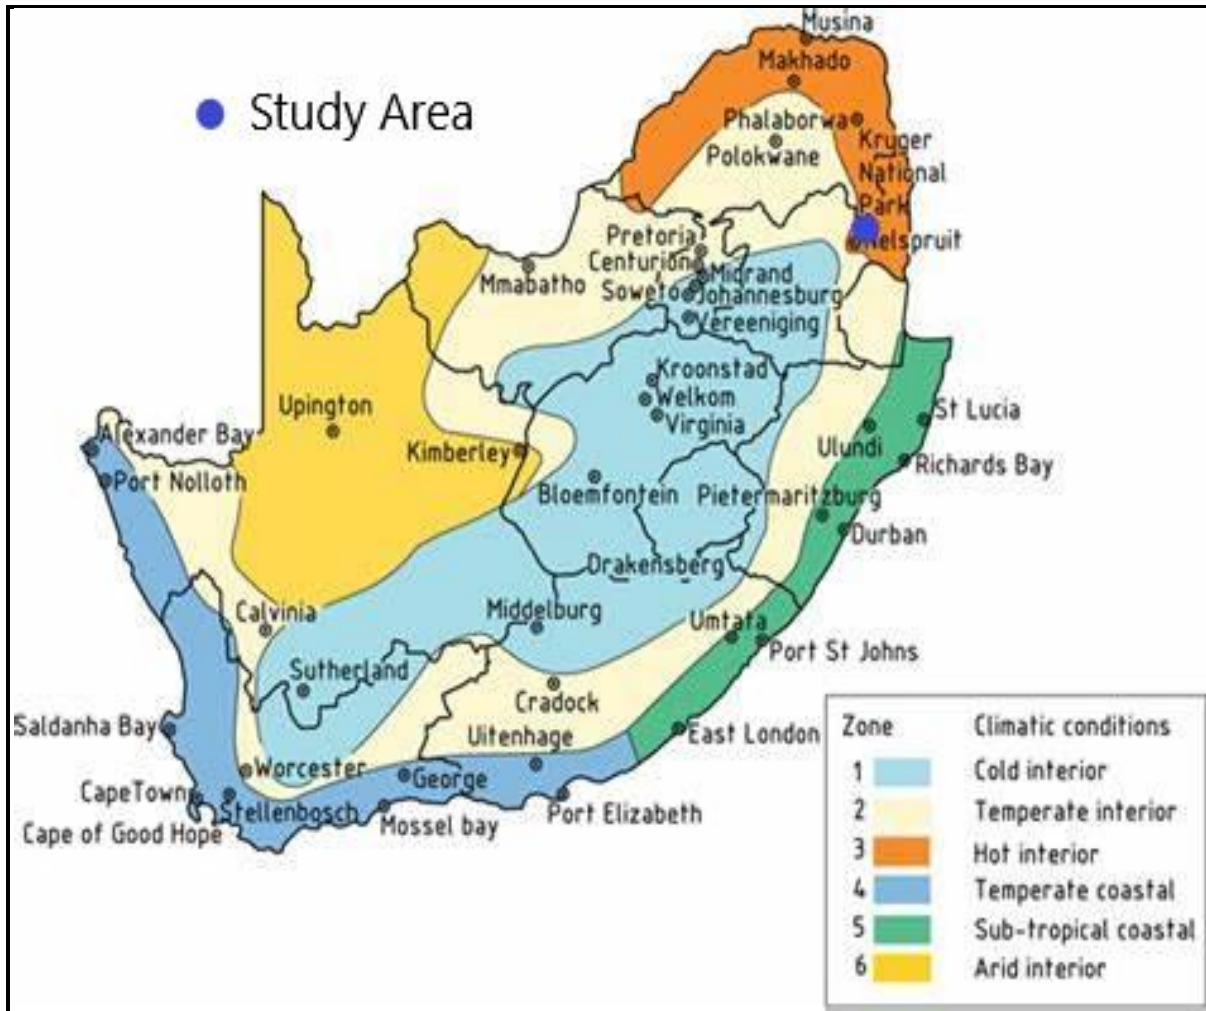 Musina
Makhado
Study Area
Phalaborwa
Kruger
Polokwane
National
Park
Pretoria
Nelspruit
Centurion
Midrand
Mmabatho
Soweto
Johannesburg
Vereeniging
Kroonstad
Welkom
Virginia
Upington
St Lucia
Alexander Bay
Ulundi
Kimberley
Richards Bay
Port Nolloth
Bloemfontein
Pietermaritzburg
Durban
Drakensberg
Calvinia
Middelburg
Umtata
Port St Johns
Sutherland
Cradock
Saldanha Bay
Uitenhage
East London
Worcester
George
CapeTown
Stellenbosch
Mossel bay
Port Elizabeth
Cape of Good Hope
Zone Climatic conditions
1 Cold interior
2 Temperate interior
3 Hot interior
4 Temperate coastal
5 Sub-tropical coastal
6 Arid interior